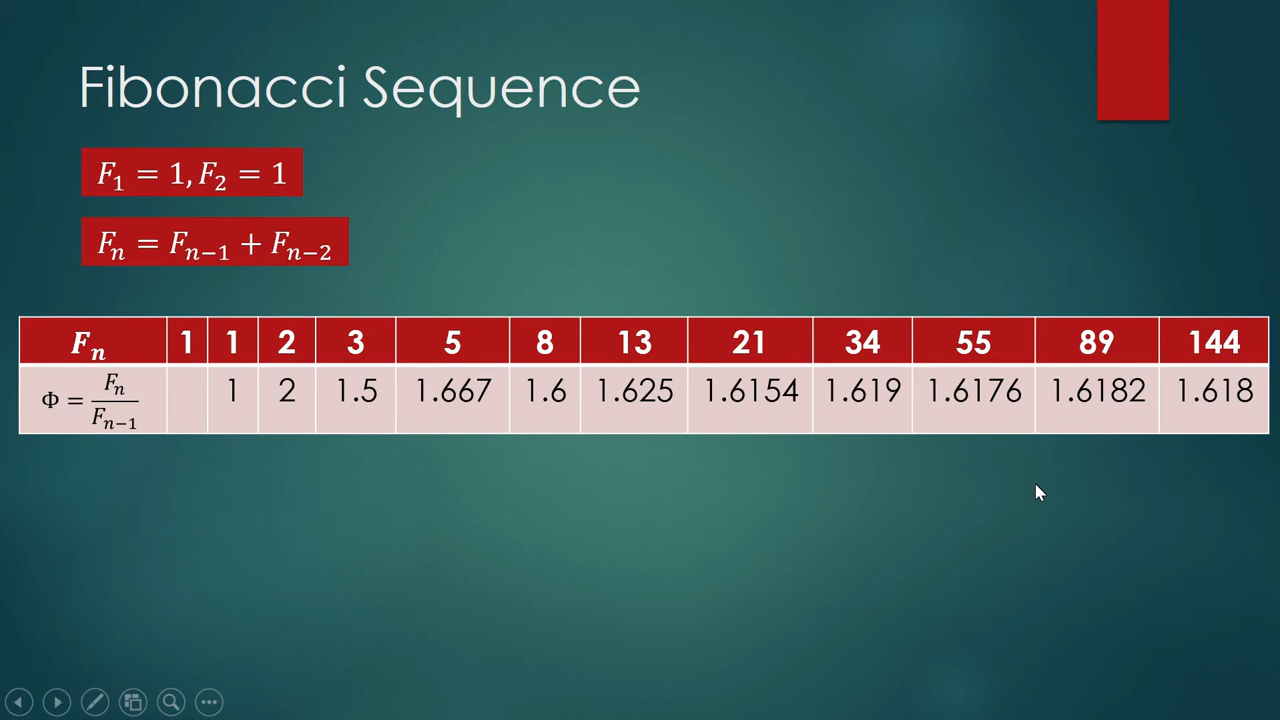 Fibonacci Sequence
F₁ = 1, F₂ = 1
Fₙ = Fₙ₋₁ + Fₙ₋₂
Fₙ 1 1 2 3 5 8 13 21 34 55 89 144
Φ = Fₙ/Fₙ₋₁ 1 2 1.5 1.667 1.6 1.625 1.6154 1.619 1.6176 1.6182 1.618